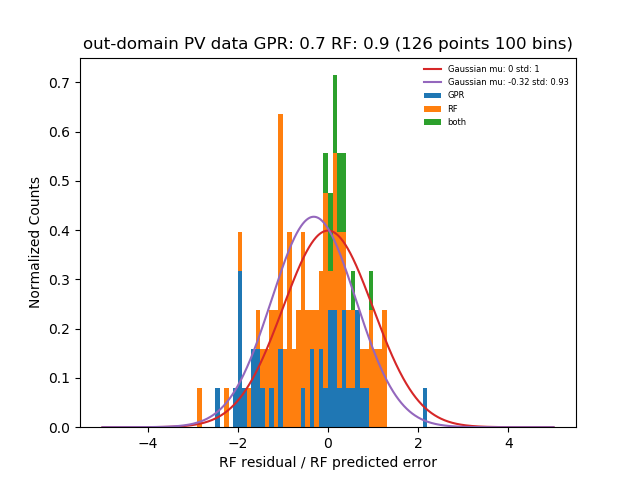 out-domain PV data GPR: 0.7 RF: 0.9 (126 points 100 bins)
Gaussian mu: 0 std: 1
Gaussian mu: -0.32 std: 0.93
GPR
RF
both
Normalized Counts
0.7
0.6
0.5
0.4
0.3
0.2
0.1
0.0
−4 −2 0 2 4
RF residual / RF predicted error